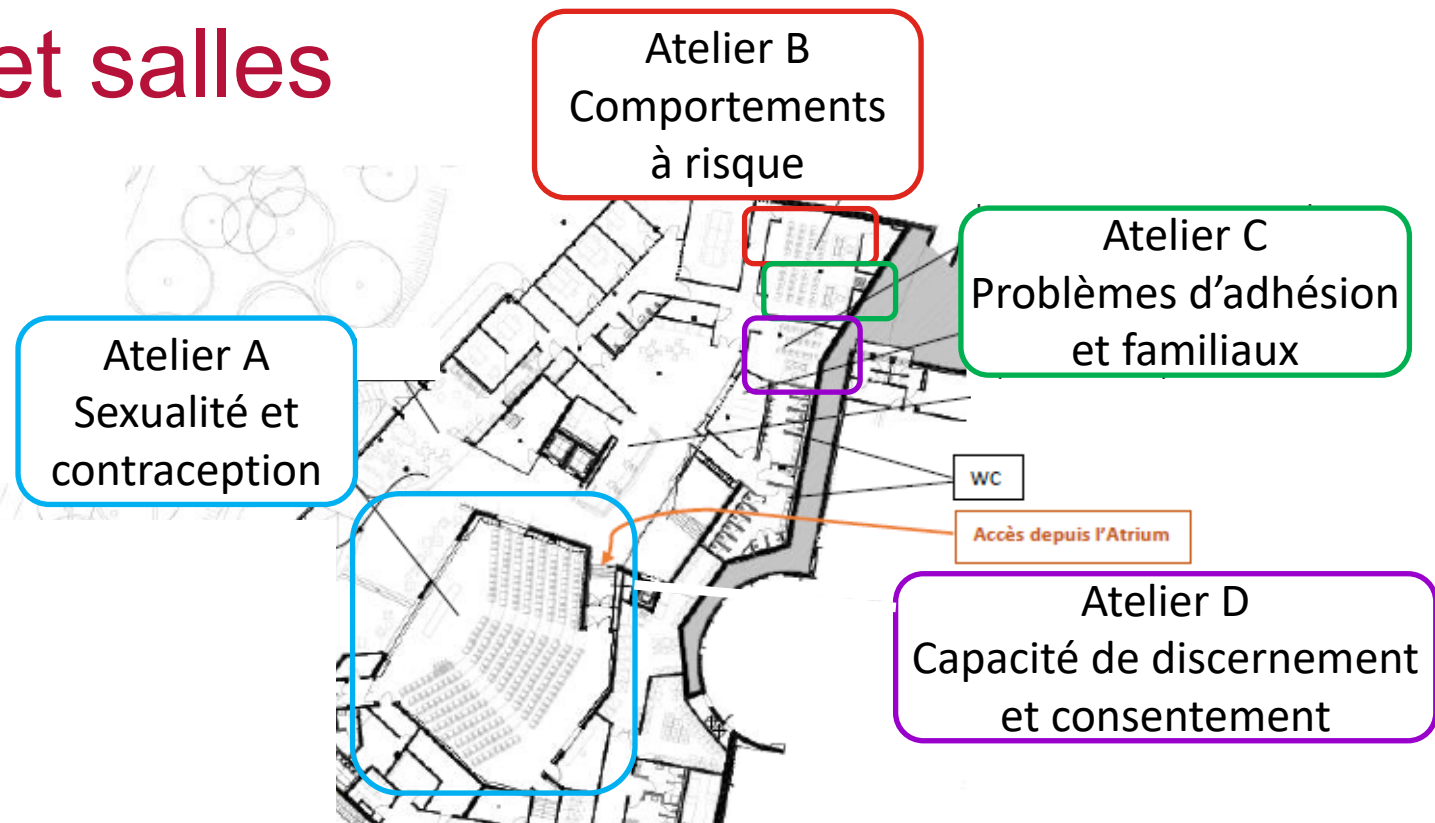 et salles
Atelier B
Comportements
à risque
Atelier C
Problèmes d’adhésion
et familiaux
Atelier A
Sexualité et
contraception
WC
Accès depuis l’Atrium
Atelier D
Capacité de discernement
et consentement